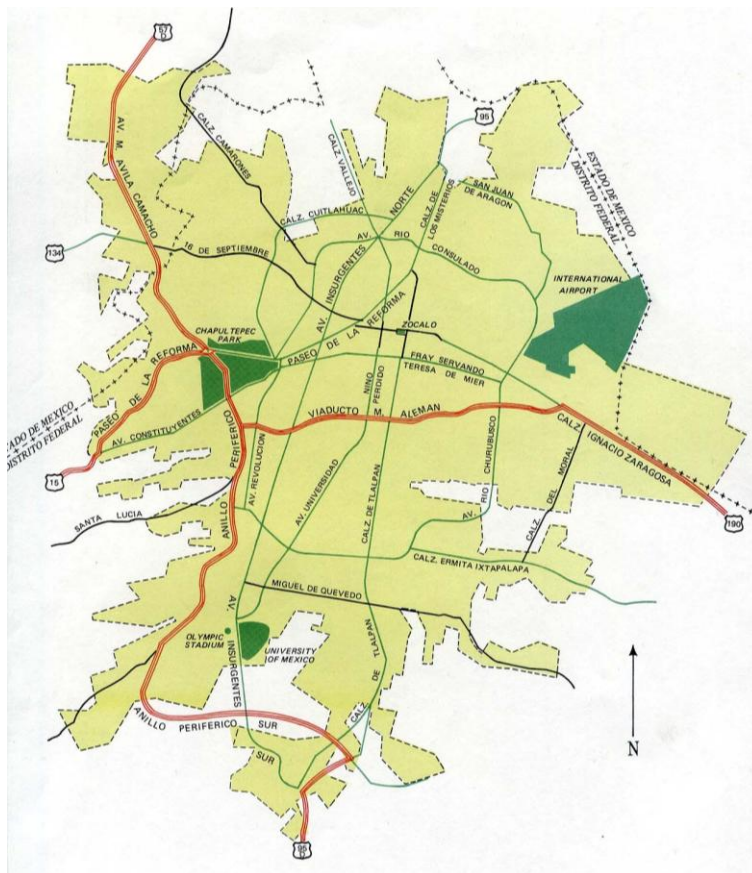 57
D
95
AV. M. AVILA CAMACHO
CALZ. CAMARONES
CALZ. VALLEJO
CALZ. DE
LOS MISTERIOS
SAN JUAN
DE ARAGON
ESTADO DE MEXICO
DISTRITO FEDERAL
CALZ. CUITLAHUAC
AV. INSURGENTES NORTE
AV. RIO CONSULADO
134
16 DE SEPTIEMBRE
INTERNATIONAL
AIRPORT
CHAPULTEPEC
PARK
PASEO DE LA REFORMA
ZOCALO
PASEO DE LA REFORMA
FRAY SERVANDO
TERESA DE MIER
NINO
PERDIDO
VIADUCTO M. ALEMAN
CALZ. IGNACIO ZARAGOSA
AV. CONSTITUYENTES
ESTADO DE MEXICO
DISTRITO FEDERAL
15
190
ANILLO PERIFERICO
AV. REVOLUCION
AV. UNIVERSIDAD
CALZ. DE TLALPAN
AV. RIO CHURUBUSCO
CALZ. DEL MORAL
SANTA LUCIA
CALZ. ERMITA IXTAPALAPA
MIGUEL DE QUEVEDO
OLYMPIC
STADIUM
UNIVERSITY
OF MEXICO
AV. INSURGENTES SUR
CALZ. DE TLALPAN
ANILLO PERIFERICO SUR
N
95
D